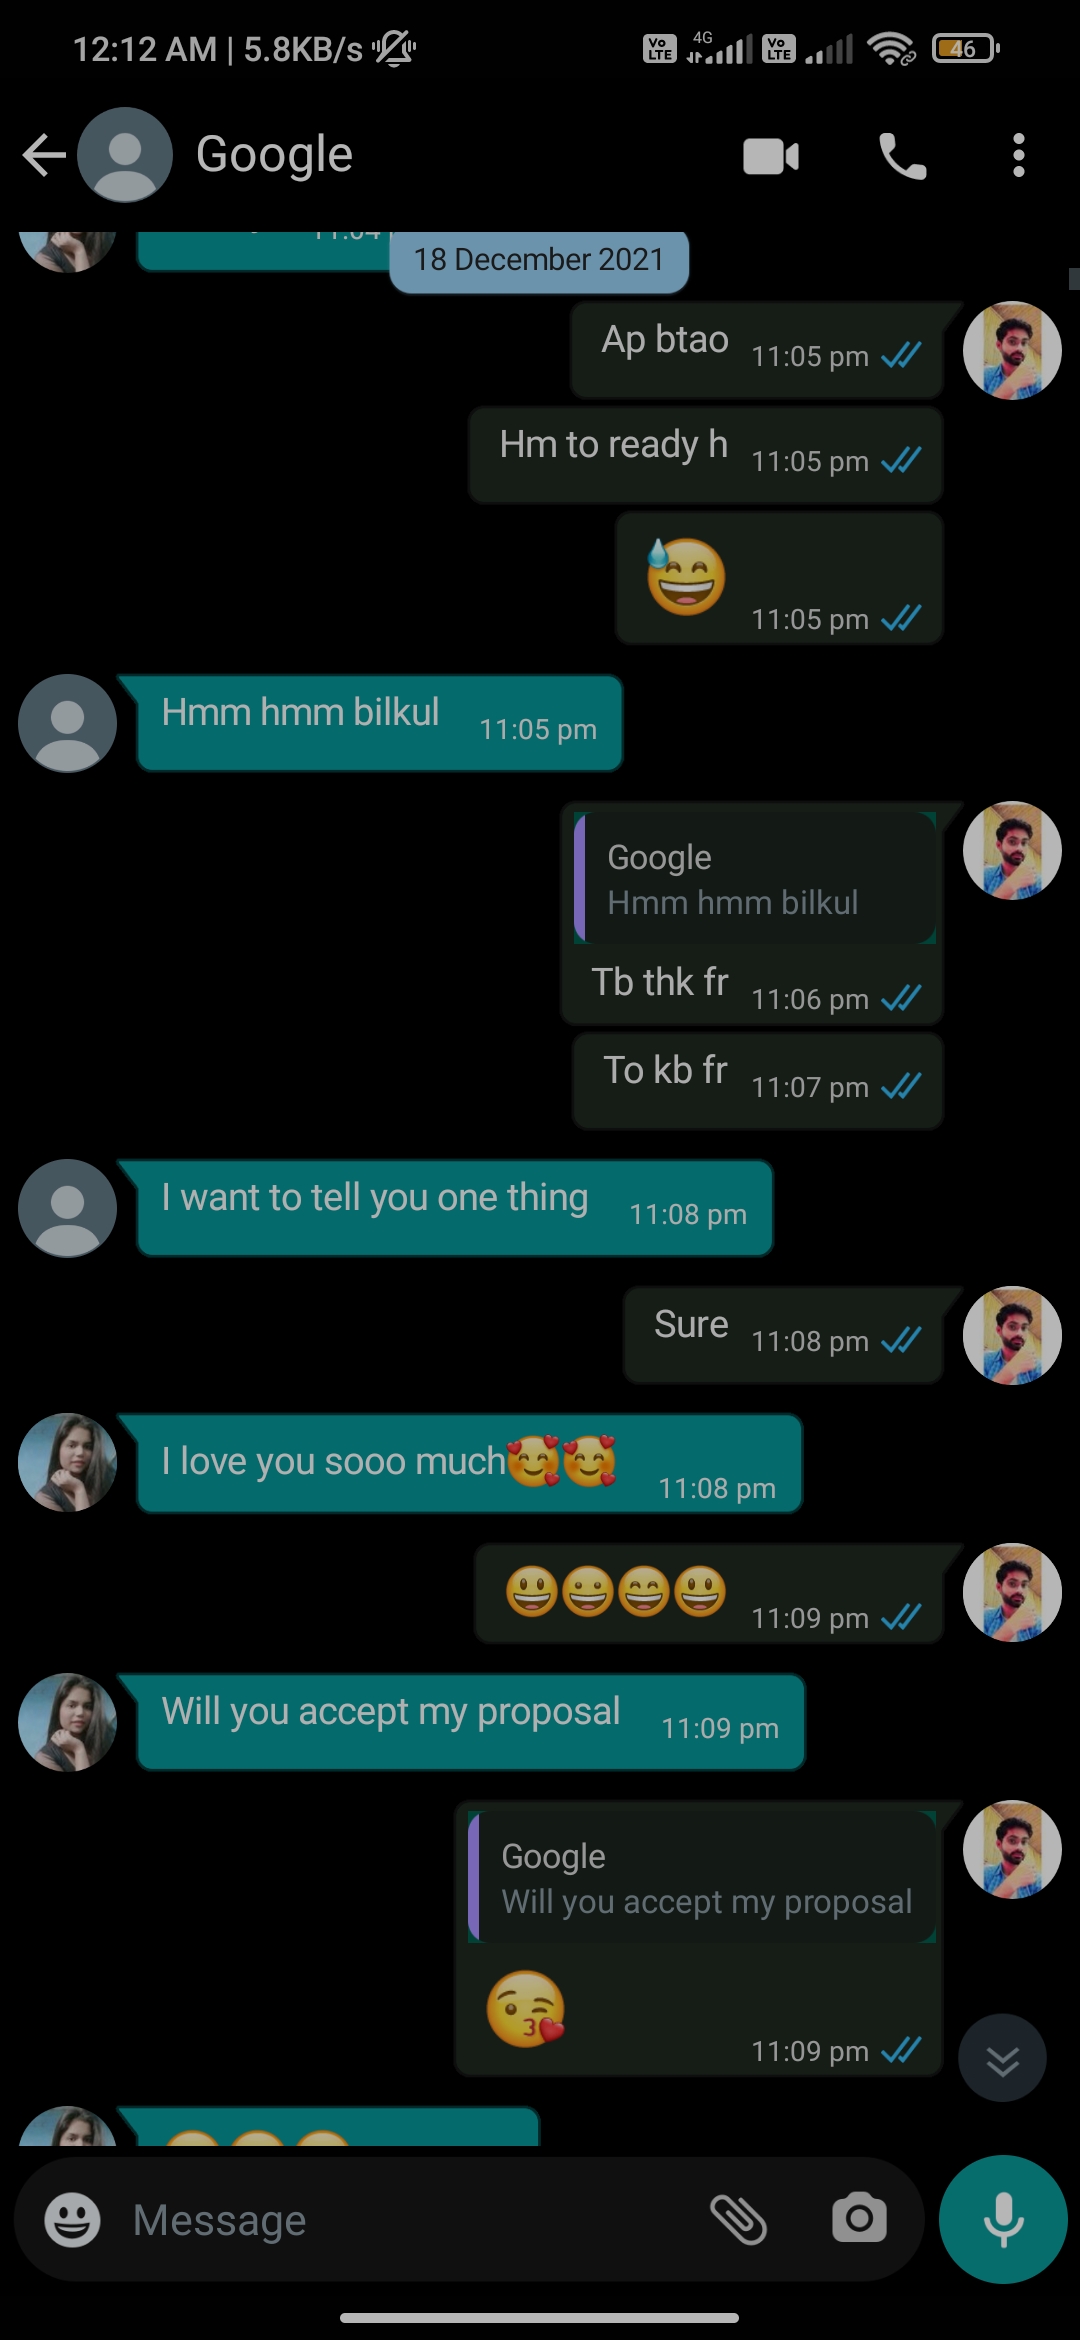 12:12 AM | 5.8KB/s
Vo LTE 4G Vo LTE 46
Google
18 December 2021
Ap btao 11:05 pm
Hm to ready h 11:05 pm
😅 11:05 pm
Hmm hmm bilkul 11:05 pm
Google
Hmm hmm bilkul
Tb thk fr 11:06 pm
To kb fr 11:07 pm
I want to tell you one thing 11:08 pm
Sure 11:08 pm
I love you sooo much🥰🥰 11:08 pm
😃😀😄😃 11:09 pm
Will you accept my proposal 11:09 pm
Google
Will you accept my proposal
😘 11:09 pm
Message